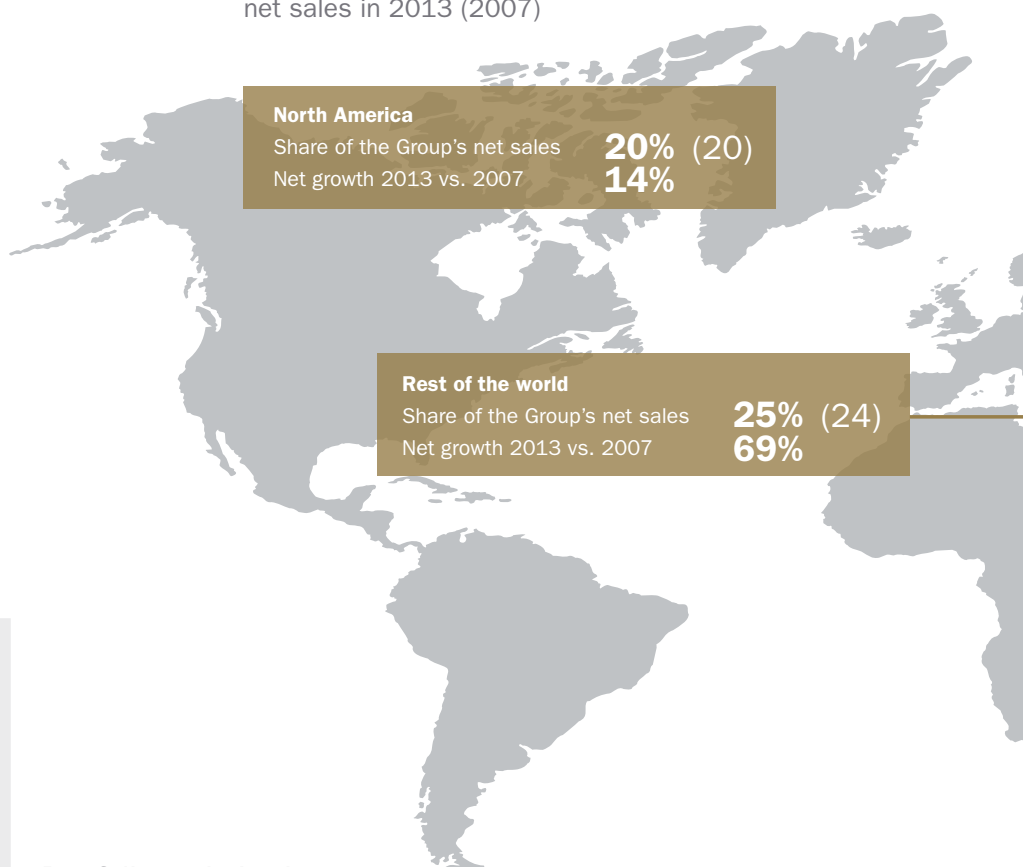 net sales in 2013 (2007)
North America
Share of the Group's net sales 20% (20)
Net growth 2013 vs. 2007 14%
Rest of the world
Share of the Group's net sales 25% (24)
Net growth 2013 vs. 2007 69%